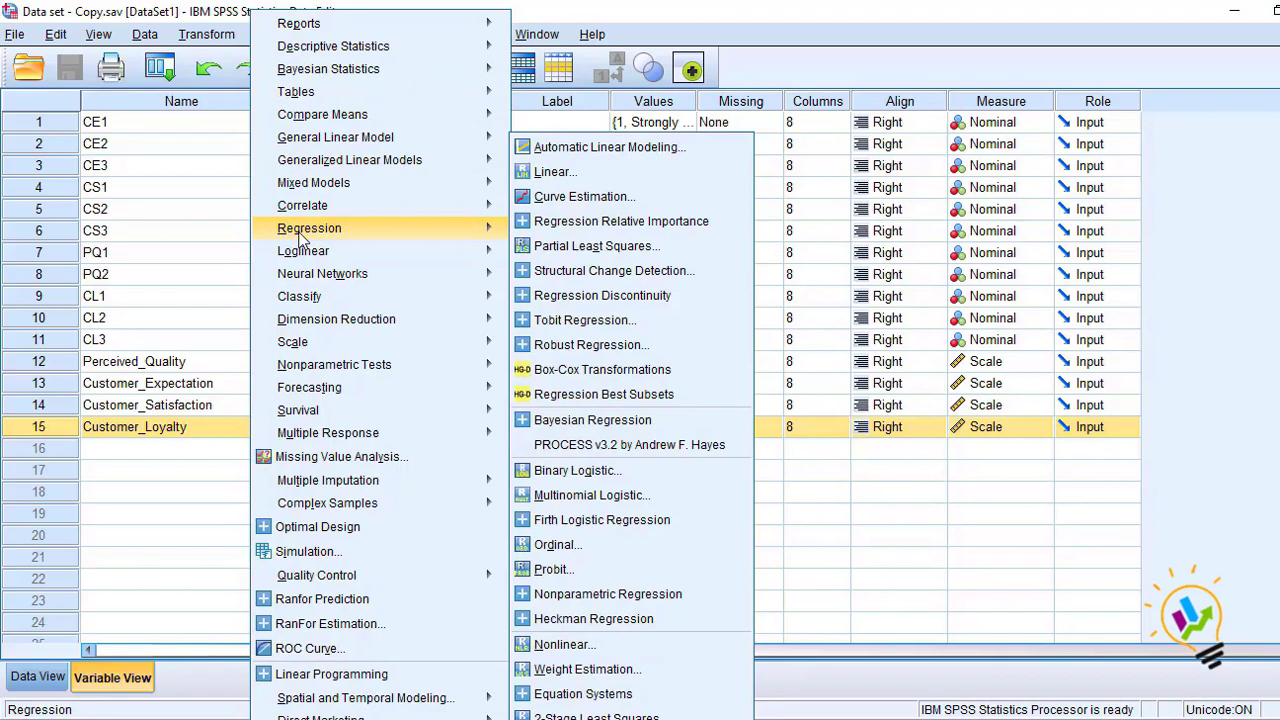 Data set - Copy.sav [DataSet1] - IBM SPSS Statistics Data Editor
File Edit View Data Transform Window Help
Reports
Descriptive Statistics
Bayesian Statistics
Tables
Compare Means
General Linear Model
Generalized Linear Models
Mixed Models
Correlate
Regression
Loglinear
Neural Networks
Classify
Dimension Reduction
Scale
Nonparametric Tests
Forecasting
Survival
Multiple Response
Missing Value Analysis...
Multiple Imputation
Complex Samples
Optimal Design
Simulation...
Quality Control
Ranfor Prediction
RanFor Estimation...
ROC Curve...
Linear Programming
Spatial and Temporal Modeling...
Direct Marketing
Automatic Linear Modeling...
Linear...
Curve Estimation...
Regression Relative Importance
Partial Least Squares...
Structural Change Detection...
Regression Discontinuity
Tobit Regression...
Robust Regression...
HG-D Box-Cox Transformations
HG-D Regression Best Subsets
Bayesian Regression
PROCESS v3.2 by Andrew F. Hayes
Binary Logistic...
Multinomial Logistic...
Firth Logistic Regression
Ordinal...
Probit...
Nonparametric Regression
Heckman Regression
Nonlinear...
Weight Estimation...
Equation Systems
2-Stage Least Squares
Name Label Values Missing Columns Align Measure Role
1 CE1 {1, Strongly ... None 8 Right Nominal Input
2 CE2 8 Right Nominal Input
3 CE3 8 Right Nominal Input
4 CS1 8 Right Nominal Input
5 CS2 8 Right Nominal Input
6 CS3 8 Right Nominal Input
7 PQ1 8 Right Nominal Input
8 PQ2 8 Right Nominal Input
9 CL1 8 Right Nominal Input
10 CL2 8 Right Nominal Input
11 CL3 8 Right Nominal Input
12 Perceived_Quality 8 Right Scale Input
13 Customer_Expectation 8 Right Scale Input
14 Customer_Satisfaction 8 Right Scale Input
15 Customer_Loyalty 8 Right Scale Input
16
17
18
19
20
21
22
23
24
Data View Variable View
Regression IBM SPSS Statistics Processor is ready Unicode:ON